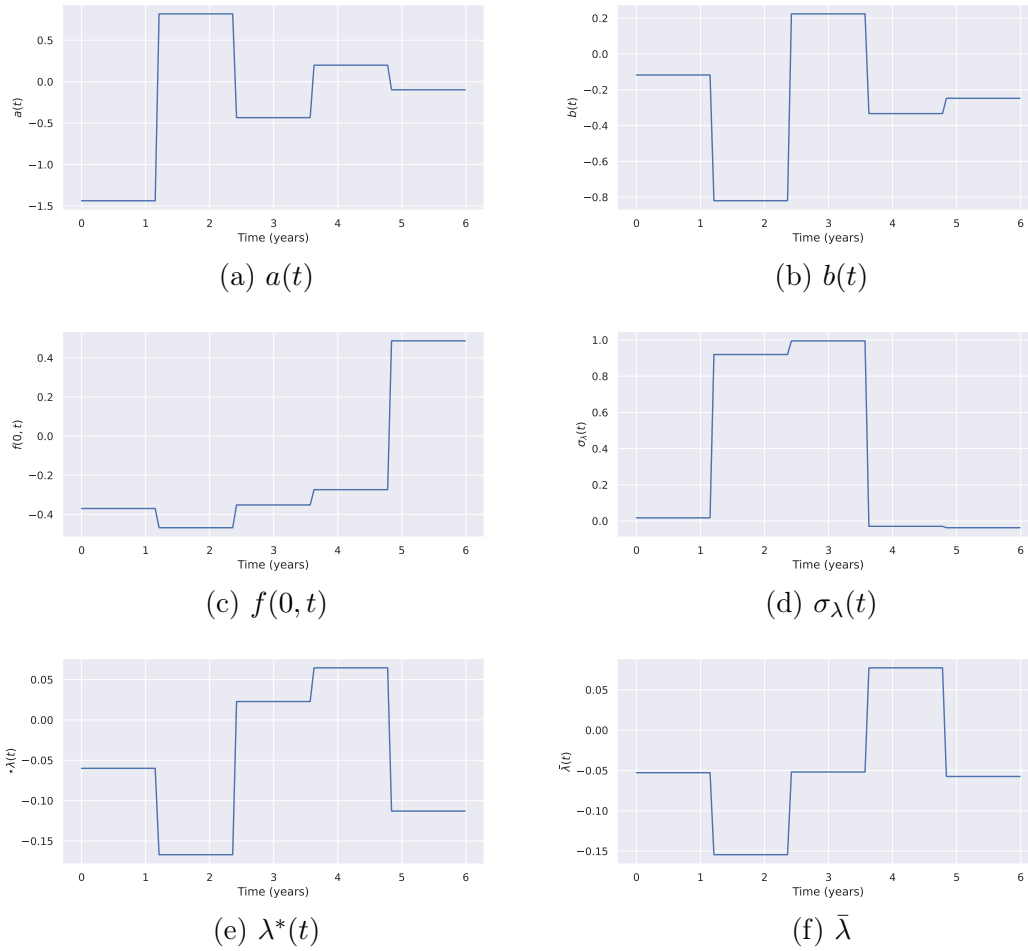 0.5
0.0
−0.5
−1.0
−1.5
a(t)
0 1 2 3 4 5 6
Time (years)
(a) a(t)
0.2
0.0
−0.2
−0.4
−0.6
−0.8
b(t)
0 1 2 3 4 5 6
Time (years)
(b) b(t)
0.4
0.2
0.0
−0.2
−0.4
f(0, t)
0 1 2 3 4 5 6
Time (years)
(c) f(0, t)
1.0
0.8
0.6
0.4
0.2
0.0
σ_λ(t)
0 1 2 3 4 5 6
Time (years)
(d) σ_λ(t)
0.05
0.00
−0.05
−0.10
−0.15
⋆λ(t)
0 1 2 3 4 5 6
Time (years)
(e) λ*(t)
0.05
0.00
−0.05
−0.10
−0.15
λ̄(t)
0 1 2 3 4 5 6
Time (years)
(f) λ̄